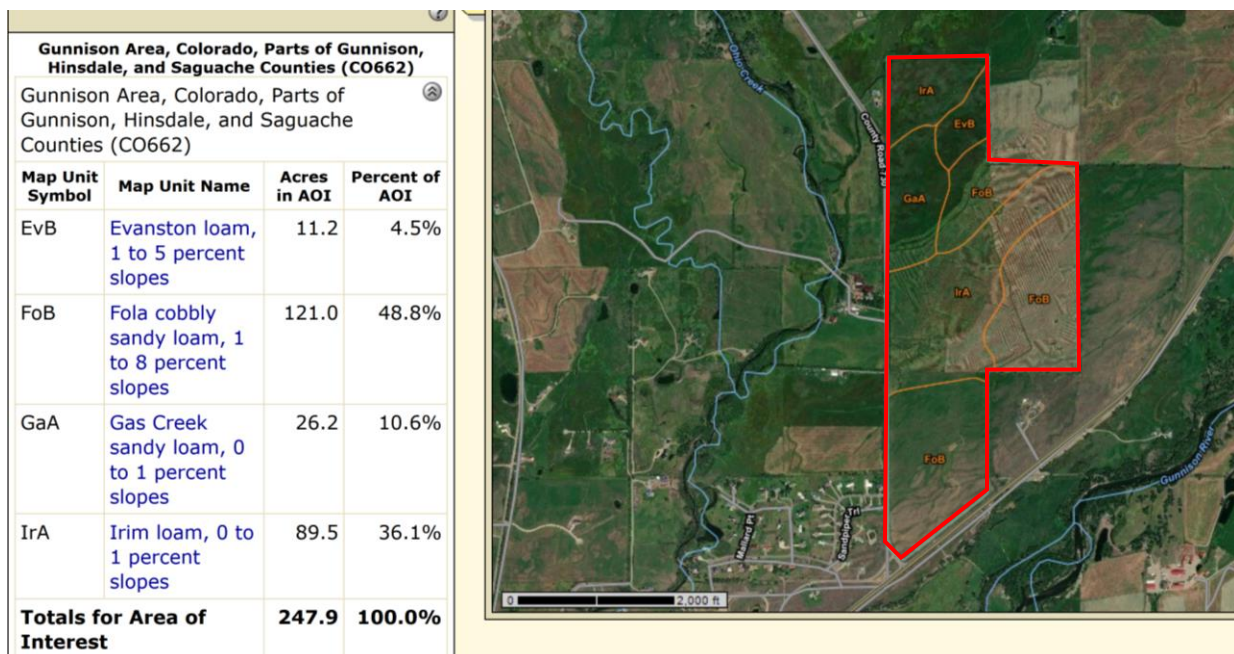 Gunnison Area, Colorado, Parts of Gunnison,
Hinsdale, and Saguache Counties (CO662)
Gunnison Area, Colorado, Parts of
Gunnison, Hinsdale, and Saguache
Counties (CO662)
Map Unit Symbol Map Unit Name Acres in AOI Percent of AOI
EvB Evanston loam, 11.2 4.5%
1 to 5 percent
slopes
FoB Fola cobbly 121.0 48.8%
sandy loam, 1
to 8 percent
slopes
GaA Gas Creek 26.2 10.6%
sandy loam, 0
to 1 percent
slopes
IrA Irim loam, 0 to 89.5 36.1%
1 percent
slopes
Totals for Area of 247.9 100.0%
Interest
Ohio Creek
County Road
IrA
EvB
GaA
FoB
IrA
FoB
FoB
Gunnison River
Mallard Pl
Sandpiper Trl
0 2,000 ft